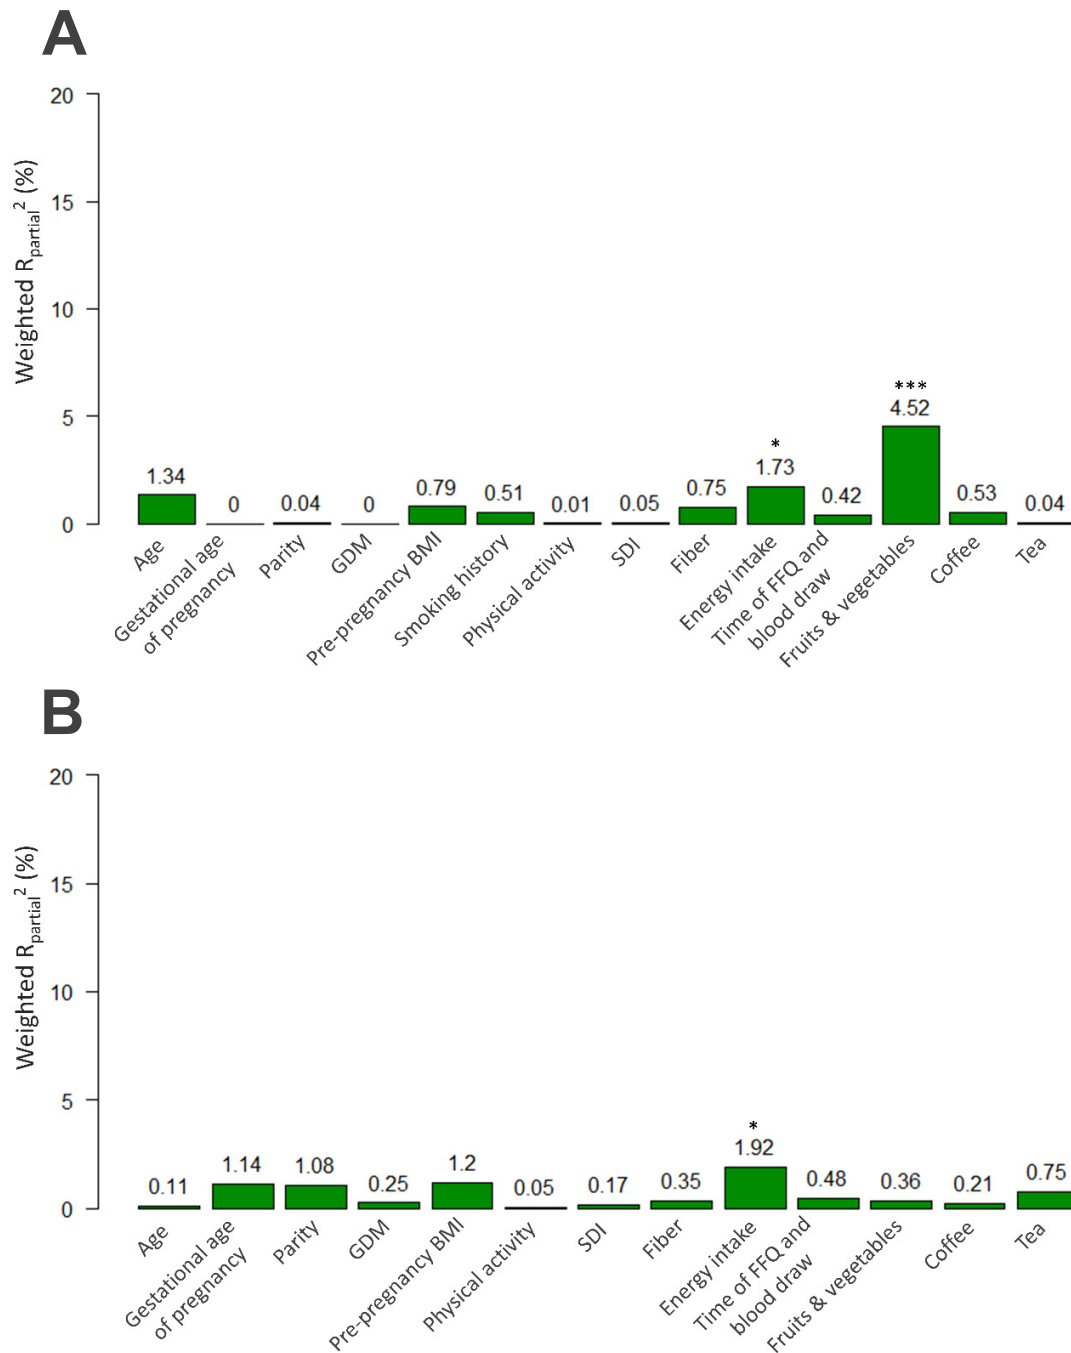 A
20
15
10
5
0
Weighted Rpartial² (%)
1.34
0
0.04
0
0.79
0.51
0.01
0.05
0.75
*
1.73
0.42
***
4.52
0.53
0.04
Age
Gestational age
of pregnancy
Parity
GDM
Pre-pregnancy BMI
Smoking history
Physical activity
SDI
Fiber
Energy intake
Time of FFQ and
blood draw
Fruits & vegetables
Coffee
Tea
B
20
15
10
5
0
Weighted Rpartial² (%)
0.11
1.14
1.08
0.25
1.2
0.05
0.17
0.35
*
1.92
0.48
0.36
0.21
0.75
Age
Gestational age
of pregnancy
Parity
GDM
Pre-pregnancy BMI
Physical activity
SDI
Fiber
Energy intake
Time of FFQ and
blood draw
Fruits & vegetables
Coffee
Tea